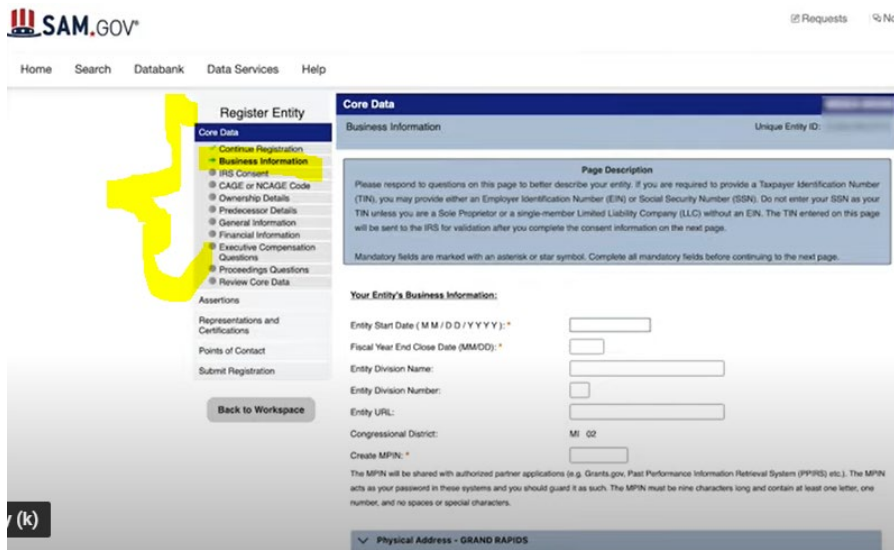 SAM.GOV®
Requests
Home Search Databank Data Services Help
Register Entity
Core Data
Continue Registration
Business Information
IRS Consent
CAGE or NCAGE Code
Ownership Details
Predecessor Details
General Information
Financial Information
Executive Compensation
Questions
Proceedings Questions
Review Core Data
Assertions
Representations and
Certifications
Points of Contact
Submit Registration
Back to Workspace
Core Data
Business Information
Unique Entity ID:
Page Description
Please respond to questions on this page to better describe your entity. If you are required to provide a Taxpayer Identification Number
(TIN), you may provide either an Employer Identification Number (EIN) or Social Security Number (SSN). Do not enter your SSN as your
TIN unless you are a Sole Proprietor or a single-member Limited Liability Company (LLC) without an EIN. The TIN entered on this page
will be sent to the IRS for validation after you complete the consent information on the next page.
Mandatory fields are marked with an asterisk or star symbol. Complete all mandatory fields before continuing to the next page.
Your Entity's Business Information:
Entity Start Date ( M M / D D / Y Y Y Y ): *
Fiscal Year End Close Date (MM/DD): *
Entity Division Name:
Entity Division Number:
Entity URL:
Congressional District: MI 02
Create MPIN: *
The MPIN will be shared with authorized partner applications (e.g. Grants.gov, Past Performance Information Retrieval System (PPIRS) etc.). The MPIN
acts as your password in these systems and you should guard it as such. The MPIN must be nine characters long and contain at least one letter, one
number, and no spaces or special characters.
Physical Address - GRAND RAPIDS
(k)